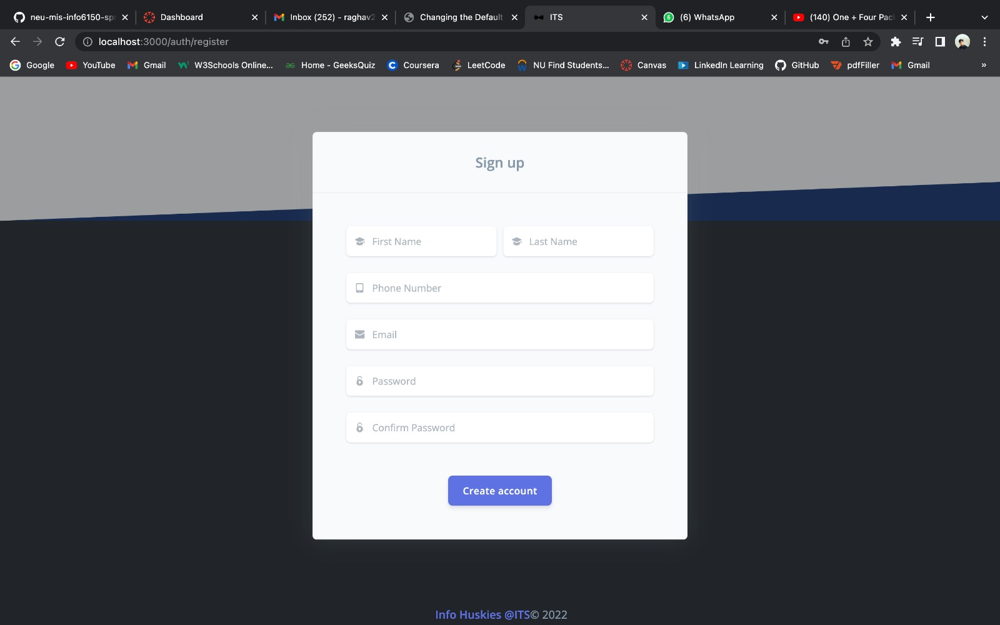 neu-mis-info6150-spr
Dashboard
Inbox (252) - raghav2
Changing the Default
ITS
(6) WhatsApp
(140) One + Four Pac
localhost:3000/auth/register
Google
YouTube
Gmail
W3Schools Online...
Home - GeeksQuiz
Coursera
LeetCode
NU Find Students...
Canvas
LinkedIn Learning
GitHub
pdfFiller
Gmail
»
Sign up
First Name
Last Name
Phone Number
Email
Password
Confirm Password
Create account
Info Huskies @ITS© 2022